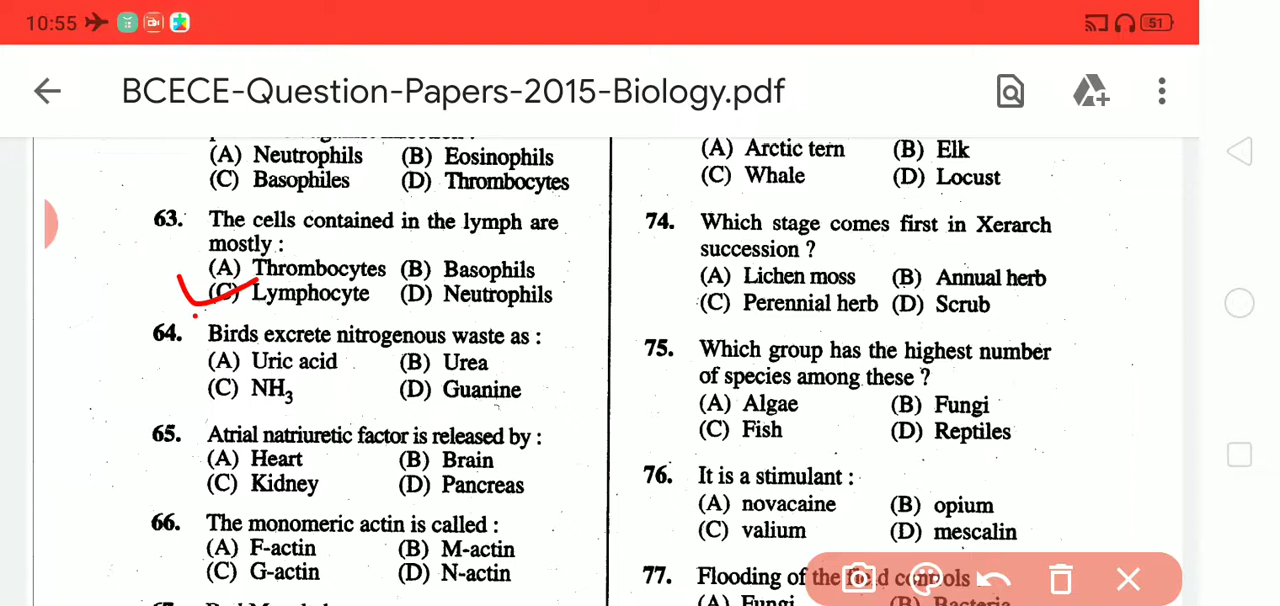 10:55
51
BCECE-Question-Papers-2015-Biology.pdf
(A) Neutrophils (B) Eosinophils
(C) Basophiles (D) Thrombocytes
63. The cells contained in the lymph are
mostly :
(A) Thrombocytes (B) Basophils
(C) Lymphocyte (D) Neutrophils
64. Birds excrete nitrogenous waste as :
(A) Uric acid (B) Urea
(C) NH3 (D) Guanine
65. Atrial natriuretic factor is released by :
(A) Heart (B) Brain
(C) Kidney (D) Pancreas
66. The monomeric actin is called :
(A) F-actin (B) M-actin
(C) G-actin (D) N-actin
(A) Arctic tern (B) Elk
(C) Whale (D) Locust
74. Which stage comes first in Xerarch
succession ?
(A) Lichen moss (B) Annual herb
(C) Perennial herb (D) Scrub
75. Which group has the highest number
of species among these ?
(A) Algae (B) Fungi
(C) Fish (D) Reptiles
76. It is a stimulant :
(A) novacaine (B) opium
(C) valium (D) mescalin
77. Flooding of the field controls
(A) Fungi (B) Bacteria